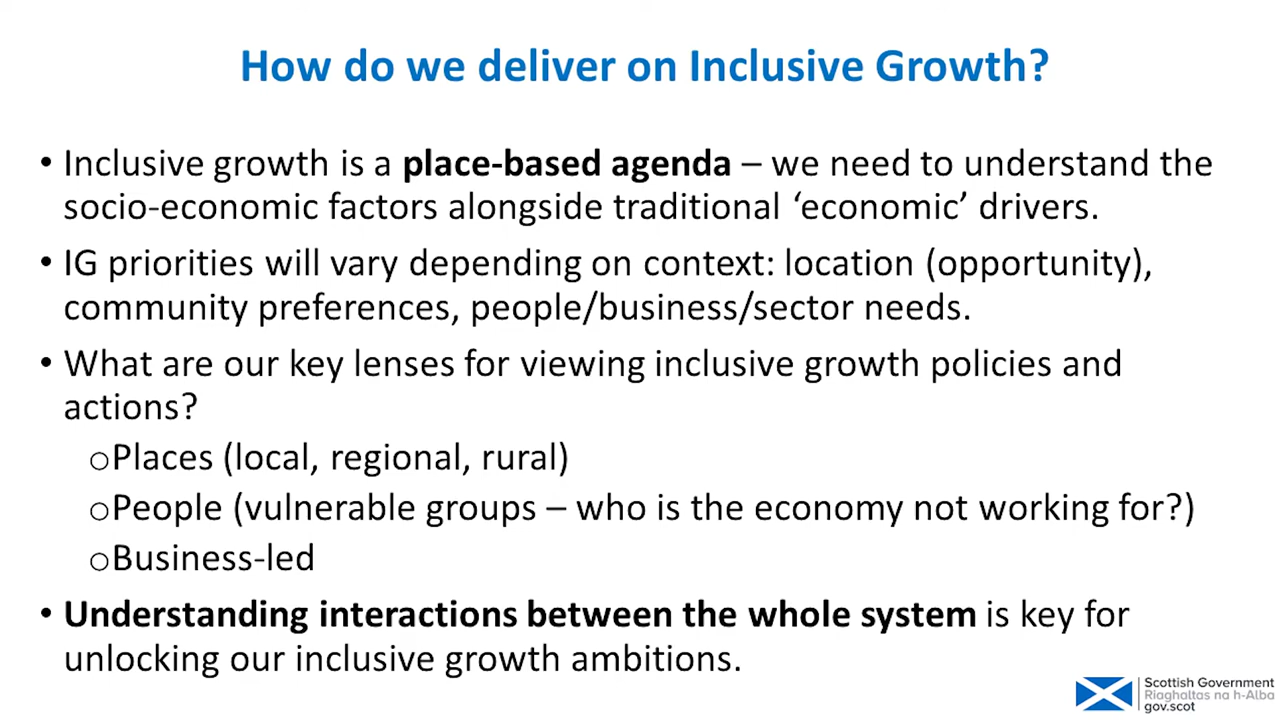 How do we deliver on Inclusive Growth?
• Inclusive growth is a place-based agenda – we need to understand the
socio-economic factors alongside traditional ‘economic’ drivers.
• IG priorities will vary depending on context: location (opportunity),
community preferences, people/business/sector needs.
• What are our key lenses for viewing inclusive growth policies and
actions?
oPlaces (local, regional, rural)
oPeople (vulnerable groups – who is the economy not working for?)
oBusiness-led
• Understanding interactions between the whole system is key for
unlocking our inclusive growth ambitions.
Scottish Government
Riaghaltas na h-Alba
gov.scot